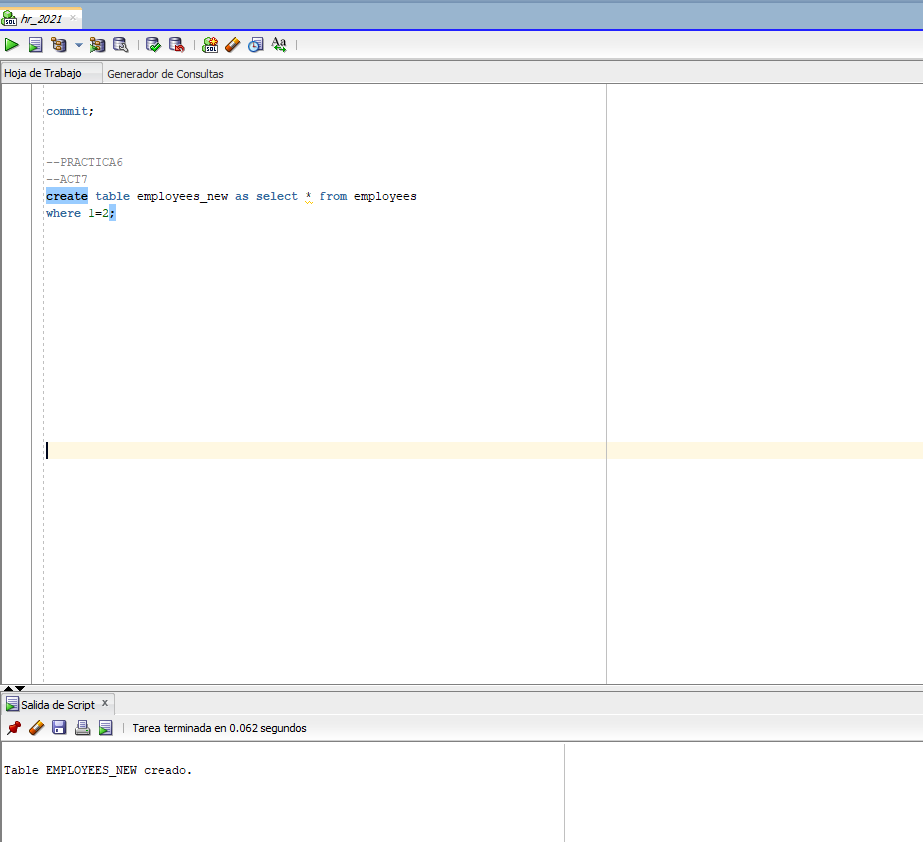 hr_2021
Hoja de Trabajo Generador de Consultas
commit;
--PRACTICA6
--ACT7
create table employees_new as select * from employees
where 1=2;
Salida de Script
Tarea terminada en 0.062 segundos
Table EMPLOYEES_NEW creado.